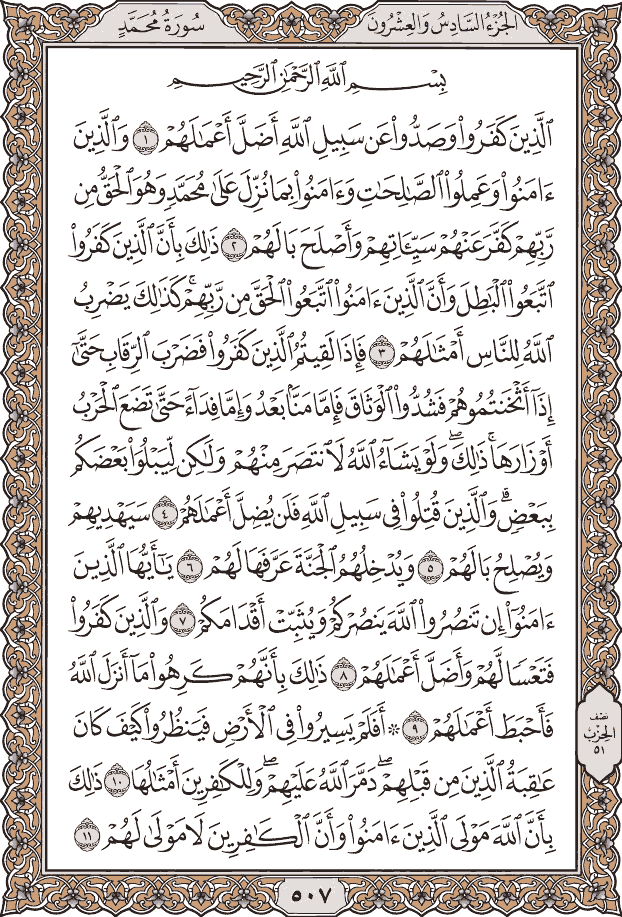 سُورَةُ مُحَمَّدٍ
الجُزْءُ السَّادِسُ وَالعِشْرُونَ
بِسْمِ ٱللَّهِ ٱلرَّحْمَٰنِ ٱلرَّحِيمِ
ٱلَّذِينَ كَفَرُوا۟ وَصَدُّوا۟ عَن سَبِيلِ ٱللَّهِ أَضَلَّ أَعْمَٰلَهُمْ ١ وَٱلَّذِينَ
ءَامَنُوا۟ وَعَمِلُوا۟ ٱلصَّٰلِحَٰتِ وَءَامَنُوا۟ بِمَا نُزِّلَ عَلَىٰ مُحَمَّدٍ وَهُوَ ٱلْحَقُّ مِن
رَّبِّهِمْ كَفَّرَ عَنْهُمْ سَيِّـَٔاتِهِمْ وَأَصْلَحَ بَالَهُمْ ٢ ذَٰلِكَ بِأَنَّ ٱلَّذِينَ كَفَرُوا۟
ٱتَّبَعُوا۟ ٱلْبَٰطِلَ وَأَنَّ ٱلَّذِينَ ءَامَنُوا۟ ٱتَّبَعُوا۟ ٱلْحَقَّ مِن رَّبِّهِمْ ۚ كَذَٰلِكَ يَضْرِبُ
ٱللَّهُ لِلنَّاسِ أَمْثَٰلَهُمْ ٣ فَإِذَا لَقِيتُمُ ٱلَّذِينَ كَفَرُوا۟ فَضَرْبَ ٱلرِّقَابِ حَتَّىٰٓ
إِذَآ أَثْخَنتُمُوهُمْ فَشُدُّوا۟ ٱلْوَثَاقَ فَإِمَّا مَنًّۢا بَعْدُ وَإِمَّا فِدَآءً حَتَّىٰ تَضَعَ ٱلْحَرْبُ
أَوْزَارَهَا ۚ ذَٰلِكَ ۖ وَلَوْ يَشَآءُ ٱللَّهُ لَٱنتَصَرَ مِنْهُمْ وَلَٰكِن لِّيَبْلُوَا۟ بَعْضَكُم
بِبَعْضٍ ۗ وَٱلَّذِينَ قُتِلُوا۟ فِى سَبِيلِ ٱللَّهِ فَلَن يُضِلَّ أَعْمَٰلَهُمْ ٤ سَيَهْدِيهِمْ
وَيُصْلِحُ بَالَهُمْ ٥ وَيُدْخِلُهُمُ ٱلْجَنَّةَ عَرَّفَهَا لَهُمْ ٦ يَٰٓأَيُّهَا ٱلَّذِينَ
ءَامَنُوٓا۟ إِن تَنصُرُوا۟ ٱللَّهَ يَنصُرْكُمْ وَيُثَبِّتْ أَقْدَامَكُمْ ٧ وَٱلَّذِينَ كَفَرُوا۟
فَتَعْسًا لَّهُمْ وَأَضَلَّ أَعْمَٰلَهُمْ ٨ ذَٰلِكَ بِأَنَّهُمْ كَرِهُوا۟ مَآ أَنزَلَ ٱللَّهُ
فَأَحْبَطَ أَعْمَٰلَهُمْ ٩ ۞ أَفَلَمْ يَسِيرُوا۟ فِى ٱلْأَرْضِ فَيَنظُرُوا۟ كَيْفَ كَانَ
عَٰقِبَةُ ٱلَّذِينَ مِن قَبْلِهِمْ ۖ دَمَّرَ ٱللَّهُ عَلَيْهِمْ ۖ وَلِلْكَٰفِرِينَ أَمْثَٰلُهَا ١٠ ذَٰلِكَ
بِأَنَّ ٱللَّهَ مَوْلَى ٱلَّذِينَ ءَامَنُوا۟ وَأَنَّ ٱلْكَٰفِرِينَ لَا مَوْلَىٰ لَهُمْ ١١
نصف
الحزب
٥١
٥٠٧